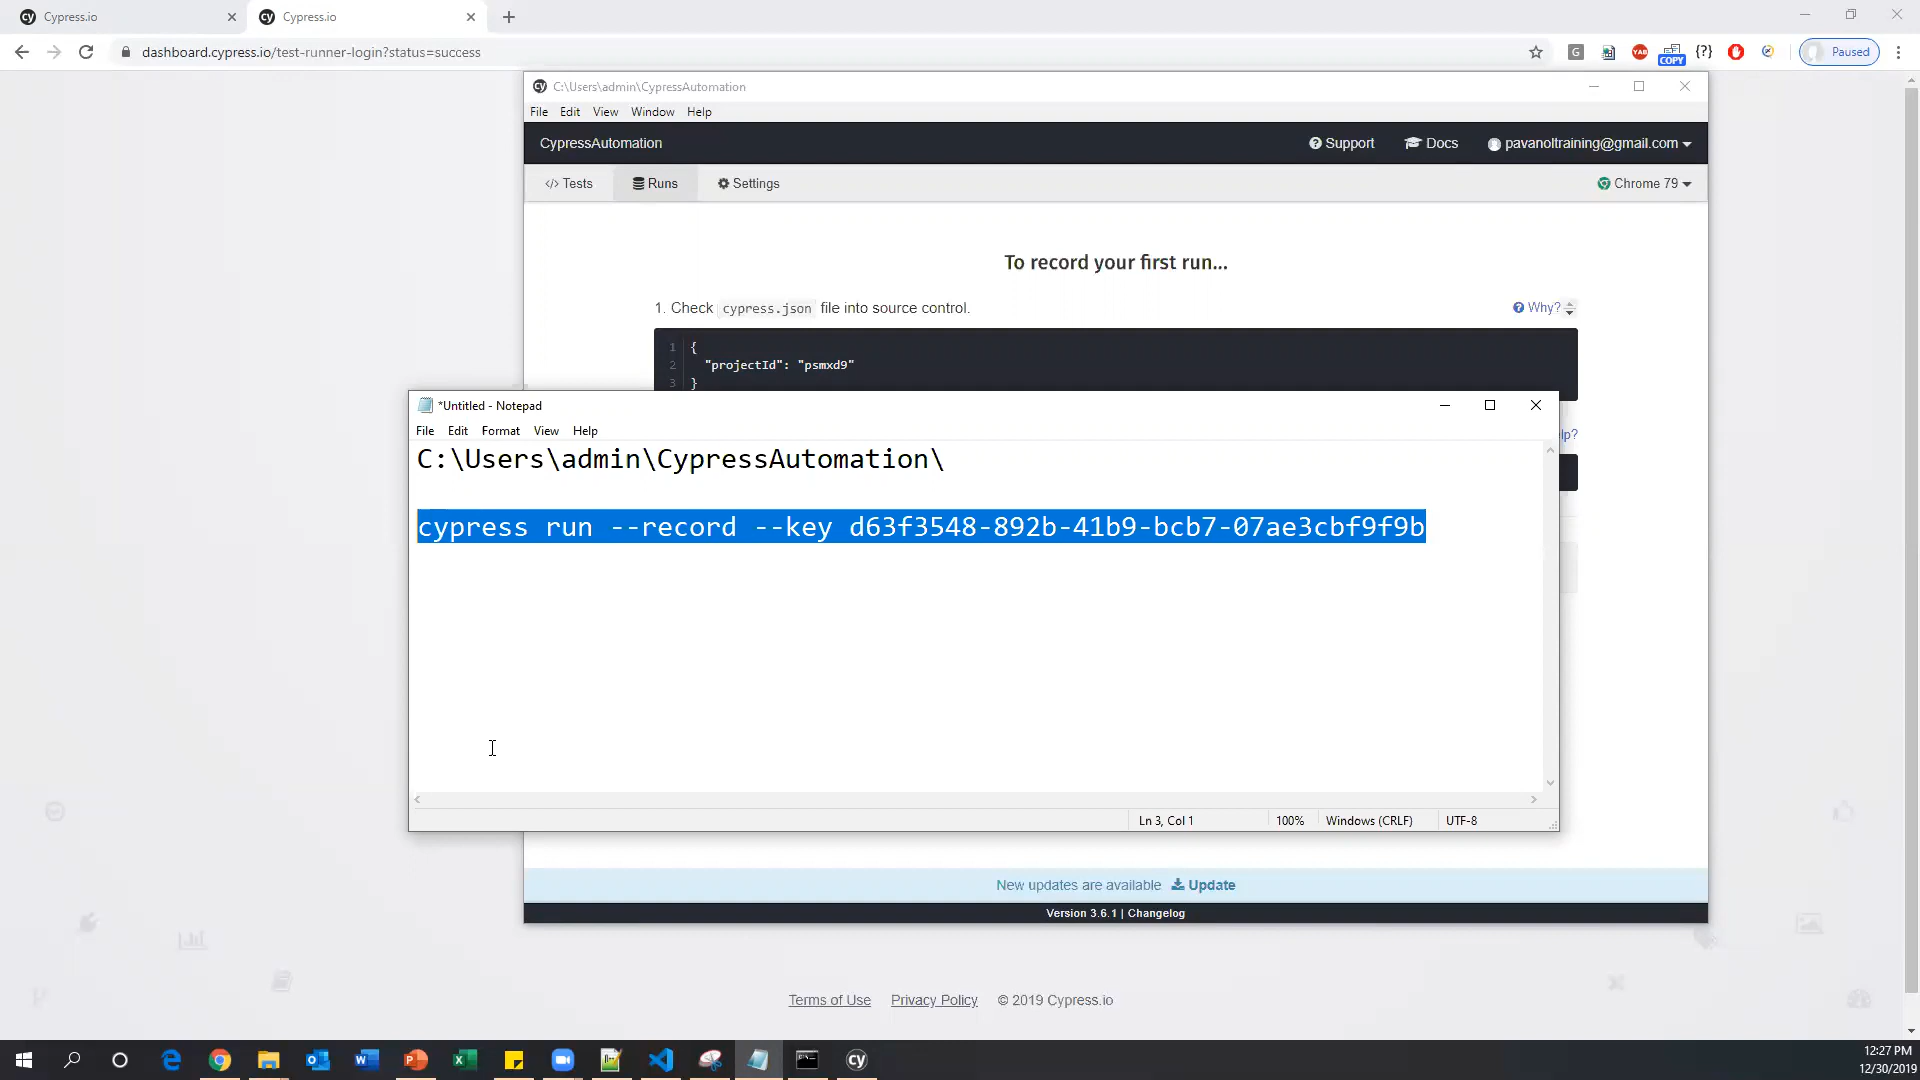 Cypress.io
Cypress.io
dashboard.cypress.io/test-runner-login?status=success
COPY
Paused
C:\Users\admin\CypressAutomation
File Edit View Window Help
CypressAutomation
Support
Docs
pavanoltraining@gmail.com
Tests
Runs
Settings
Chrome 79
To record your first run...
1. Check cypress.json file into source control.
Why?
1 {
2 "projectId": "psmxd9"
3 }
*Untitled - Notepad
File Edit Format View Help
lp?
C:\Users\admin\CypressAutomation\
cypress run --record --key d63f3548-892b-41b9-bcb7-07ae3cbf9f9b
Ln 3, Col 1
100%
Windows (CRLF)
UTF-8
New updates are available Update
Version 3.6.1 | Changelog
Terms of Use Privacy Policy © 2019 Cypress.io
12:27 PM
12/30/2019